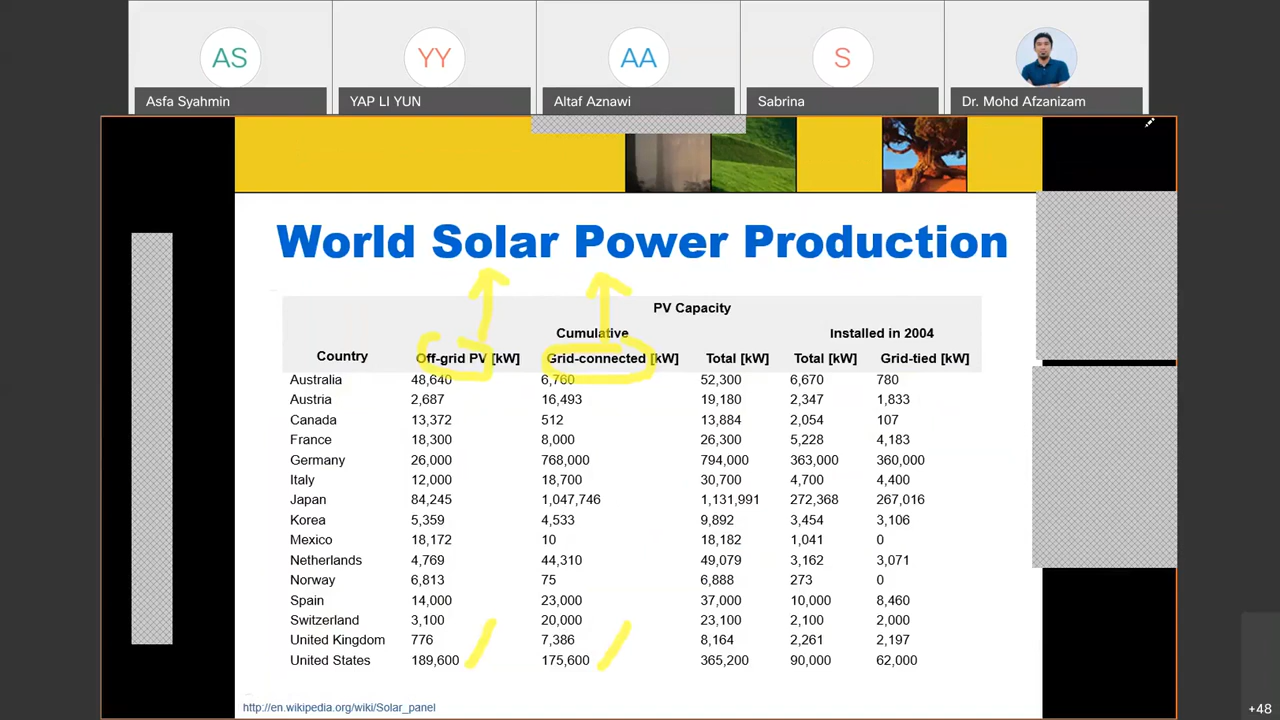 AS YY AA S
Asfa Syahmin YAP LI YUN Altaf Aznawi Sabrina Dr. Mohd Afzanizam
World Solar Power Production
PV Capacity
Cumulative Installed in 2004
Country Off-grid PV [kW] Grid-connected [kW] Total [kW] Total [kW] Grid-tied [kW]
Australia 48,640 6,760 52,300 6,670 780
Austria 2,687 16,493 19,180 2,347 1,833
Canada 13,372 512 13,884 2,054 107
France 18,300 8,000 26,300 5,228 4,183
Germany 26,000 768,000 794,000 363,000 360,000
Italy 12,000 18,700 30,700 4,700 4,400
Japan 84,245 1,047,746 1,131,991 272,368 267,016
Korea 5,359 4,533 9,892 3,454 3,106
Mexico 18,172 10 18,182 1,041 0
Netherlands 4,769 44,310 49,079 3,162 3,071
Norway 6,813 75 6,888 273 0
Spain 14,000 23,000 37,000 10,000 8,460
Switzerland 3,100 20,000 23,100 2,100 2,000
United Kingdom 776 7,386 8,164 2,261 2,197
United States 189,600 175,600 365,200 90,000 62,000
http://en.wikipedia.org/wiki/Solar_panel
+48